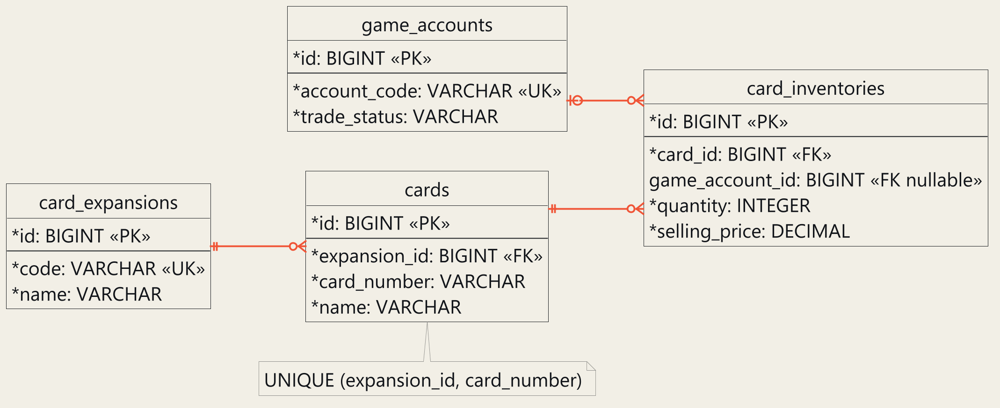 game_accounts
*id: BIGINT «PK»
*account_code: VARCHAR «UK»
*trade_status: VARCHAR
card_inventories
*id: BIGINT «PK»
*card_id: BIGINT «FK»
game_account_id: BIGINT «FK nullable»
*quantity: INTEGER
*selling_price: DECIMAL
card_expansions
*id: BIGINT «PK»
*code: VARCHAR «UK»
*name: VARCHAR
cards
*id: BIGINT «PK»
*expansion_id: BIGINT «FK»
*card_number: VARCHAR
*name: VARCHAR
UNIQUE (expansion_id, card_number)